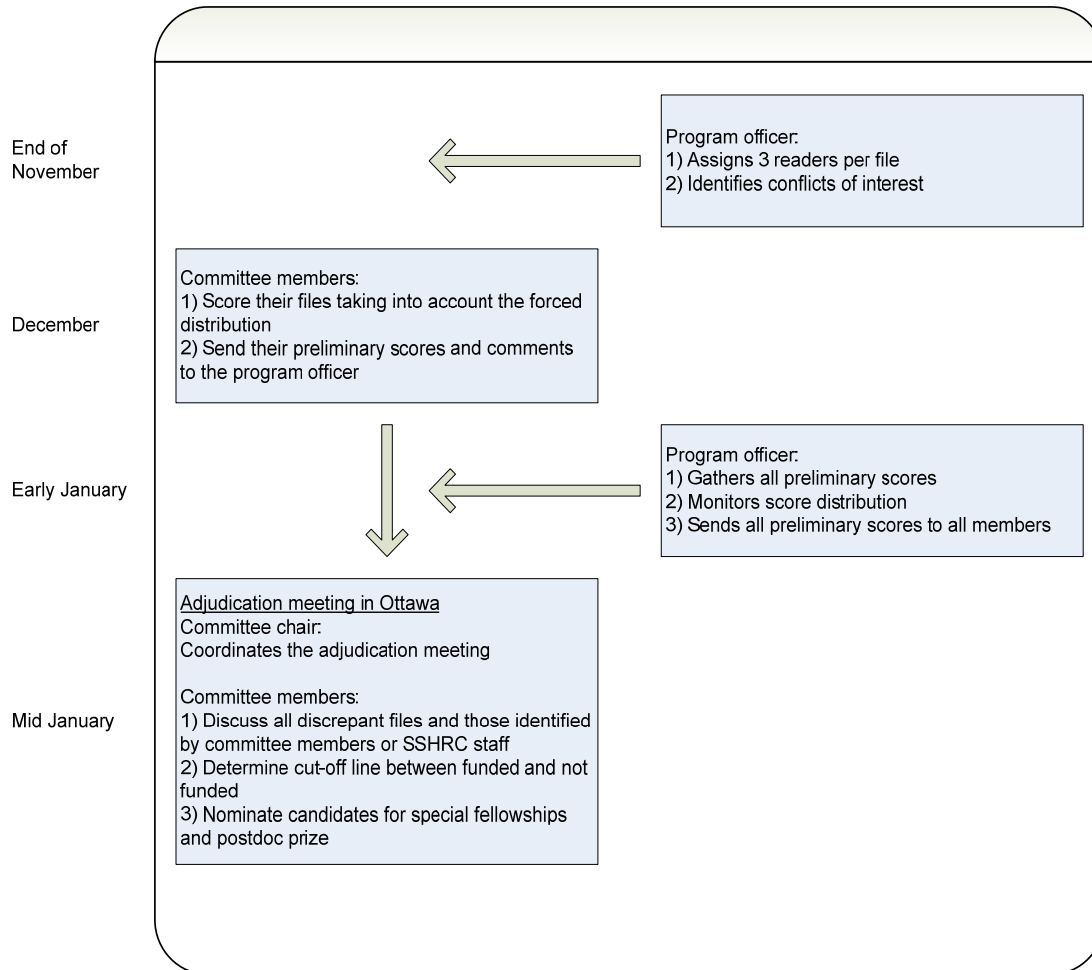 End of
November
Program officer:
1) Assigns 3 readers per file
2) Identifies conflicts of interest
December
Committee members:
1) Score their files taking into account the forced
distribution
2) Send their preliminary scores and comments
to the program officer
Early January
Program officer:
1) Gathers all preliminary scores
2) Monitors score distribution
3) Sends all preliminary scores to all members
Mid January
Adjudication meeting in Ottawa
Committee chair:
Coordinates the adjudication meeting
Committee members:
1) Discuss all discrepant files and those identified
by committee members or SSHRC staff
2) Determine cut-off line between funded and not
funded
3) Nominate candidates for special fellowships
and postdoc prize